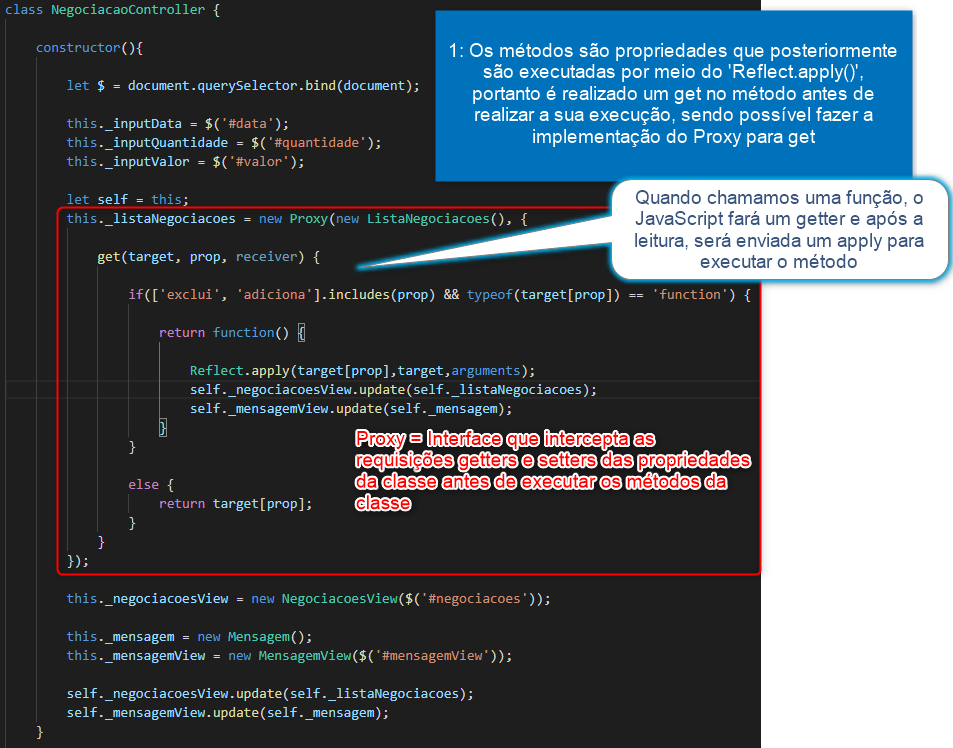 class NegociacaoController {
constructor(){
let $ = document.querySelector.bind(document);
this._inputData = $('#data');
this._inputQuantidade = $('#quantidade');
this._inputValor = $('#valor');
let self = this;
this._listaNegociacoes = new Proxy(new ListaNegociacoes(), {
get(target, prop, receiver) {
if(['exclui', 'adiciona'].includes(prop) && typeof(target[prop]) == 'function') {
return function() {
Reflect.apply(target[prop],target,arguments);
self._negociacoesView.update(self._listaNegociacoes);
self._mensagemView.update(self._mensagem);
}
}
else {
return target[prop];
}
}
});
this._negociacoesView = new NegociacoesView($('#negociacoes'));
this._mensagem = new Mensagem();
this._mensagemView = new MensagemView($('#mensagemView'));
self._negociacoesView.update(self._listaNegociacoes);
self._mensagemView.update(self._mensagem);
}
1: Os métodos são propriedades que posteriormente
são executadas por meio do 'Reflect.apply()',
portanto é realizado um get no método antes de
realizar a sua execução, sendo possível fazer a
implementação do Proxy para get
Quando chamamos uma função, o
JavaScript fará um getter e após a
leitura, será enviada um apply para
executar o método
Proxy = Interface que intercepta as
requisições getters e setters das propriedades
da classe antes de executar os métodos da
classe